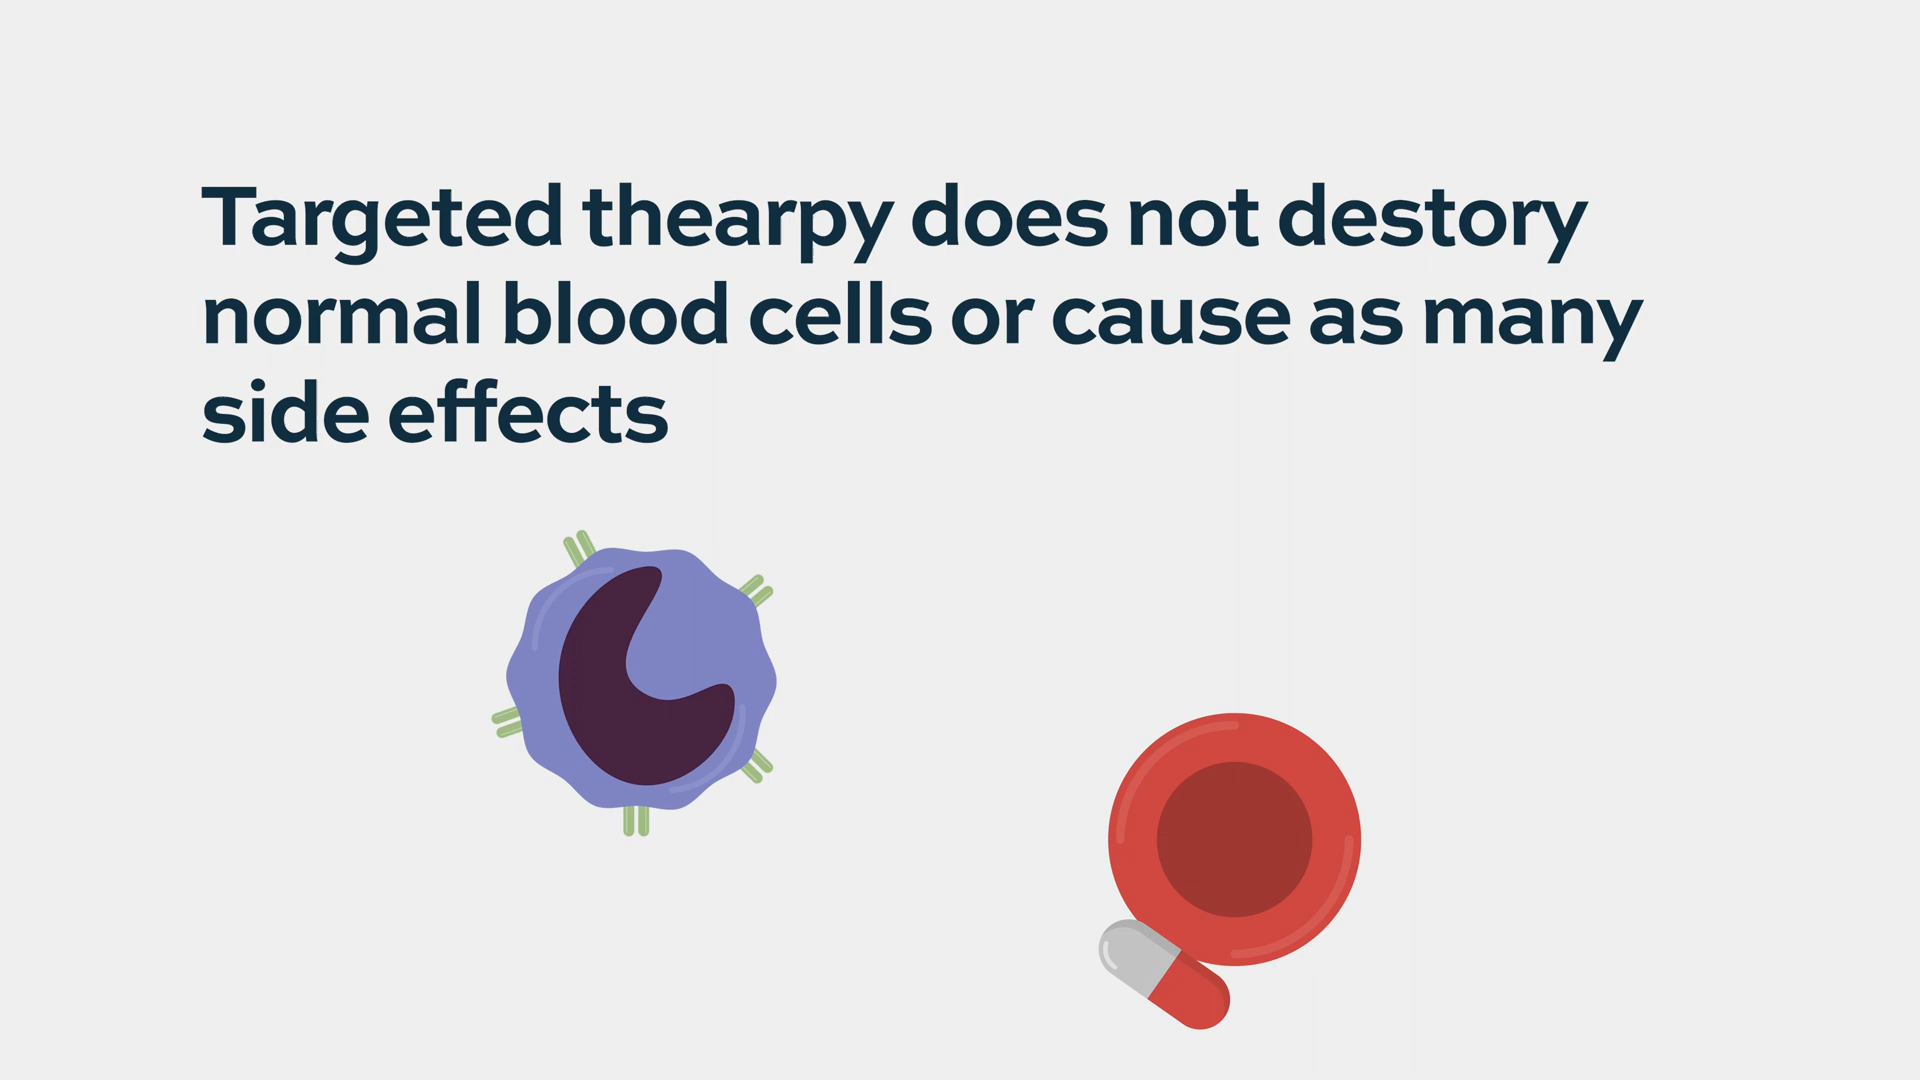 Targeted thearpy does not destory
normal blood cells or cause as many
side effects